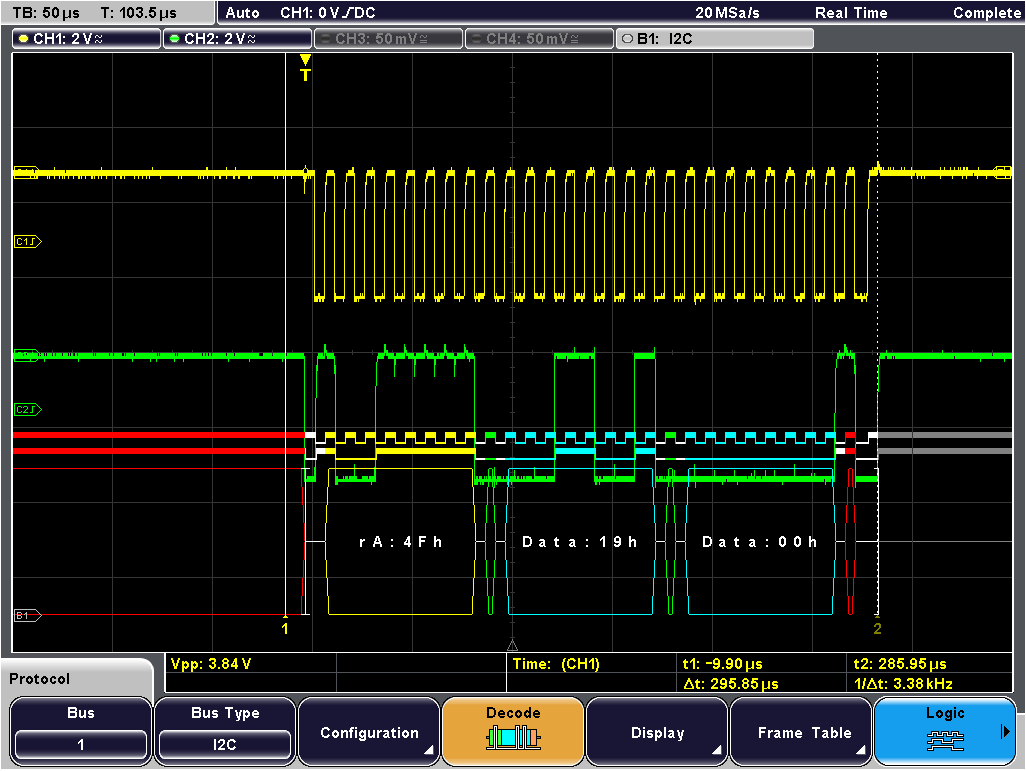 TB: 50 µs T: 103.5 µs Auto CH1: 0 V DC 20 MSa/s Real Time Complete
CH1: 2 V≂ CH2: 2 V≂ CH3: 50 mV≂ CH4: 50 mV≂ B1: I2C
T
C1
C2
rA:4Fh Data:19h Data:00h
B1
1 2
Vpp: 3.84 V Time: (CH1) t1: -9.90 µs t2: 285.95 µs
Δt: 295.85 µs 1/Δt: 3.38 kHz
Protocol
Bus Bus Type Configuration Decode Display Frame Table Logic
1 I2C